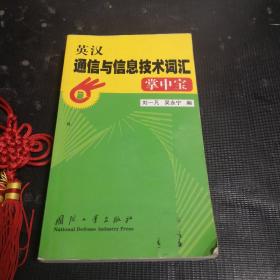 英汉
通信与信息技术词汇
掌中宝
刘一凡 吴永宁 编
国防工业出版社
National Defense Industry Press